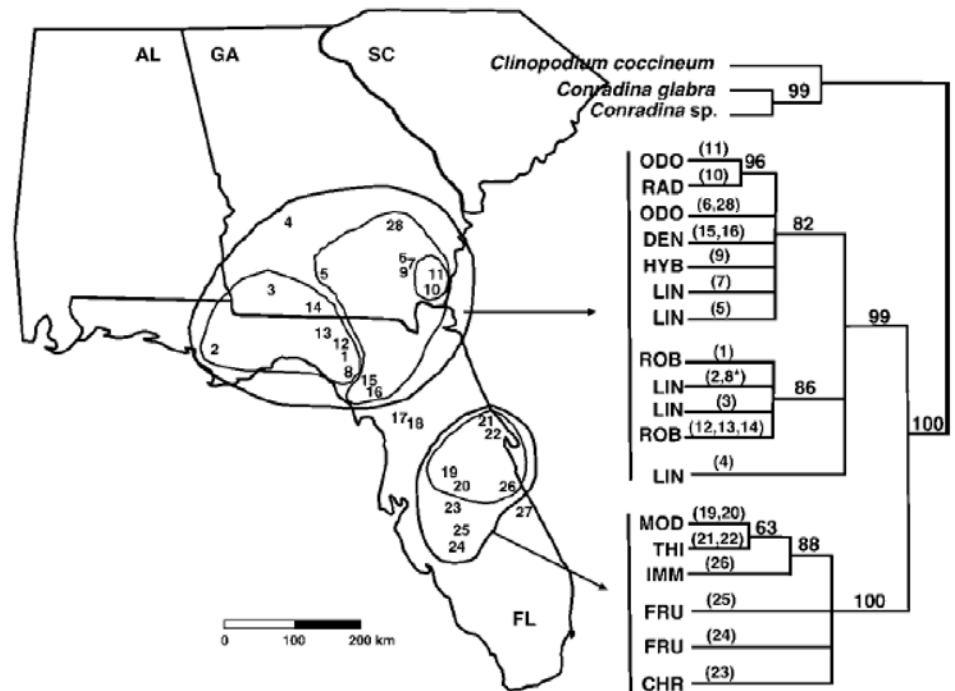 AL GA SC
4
28
5
6 7
9
11
10
3
14
13
12
1
8
2
15
16
17 18
21
22
19
20
26
23
27
25
24
FL
0 100 200 km
Clinopodium coccineum
Conradina glabra
Conradina sp.
99
ODO (11)
96
RAD (10)
ODO (6,28)
82
DEN (15,16)
HYB (9)
LIN (7)
LIN (5)
99
ROB (1)
LIN (2,8*)
86
LIN (3)
ROB (12,13,14)
100
LIN (4)
MOD (19,20)
63
THI (21,22)
88
IMM (26)
FRU (25)
100
FRU (24)
CHR (23)